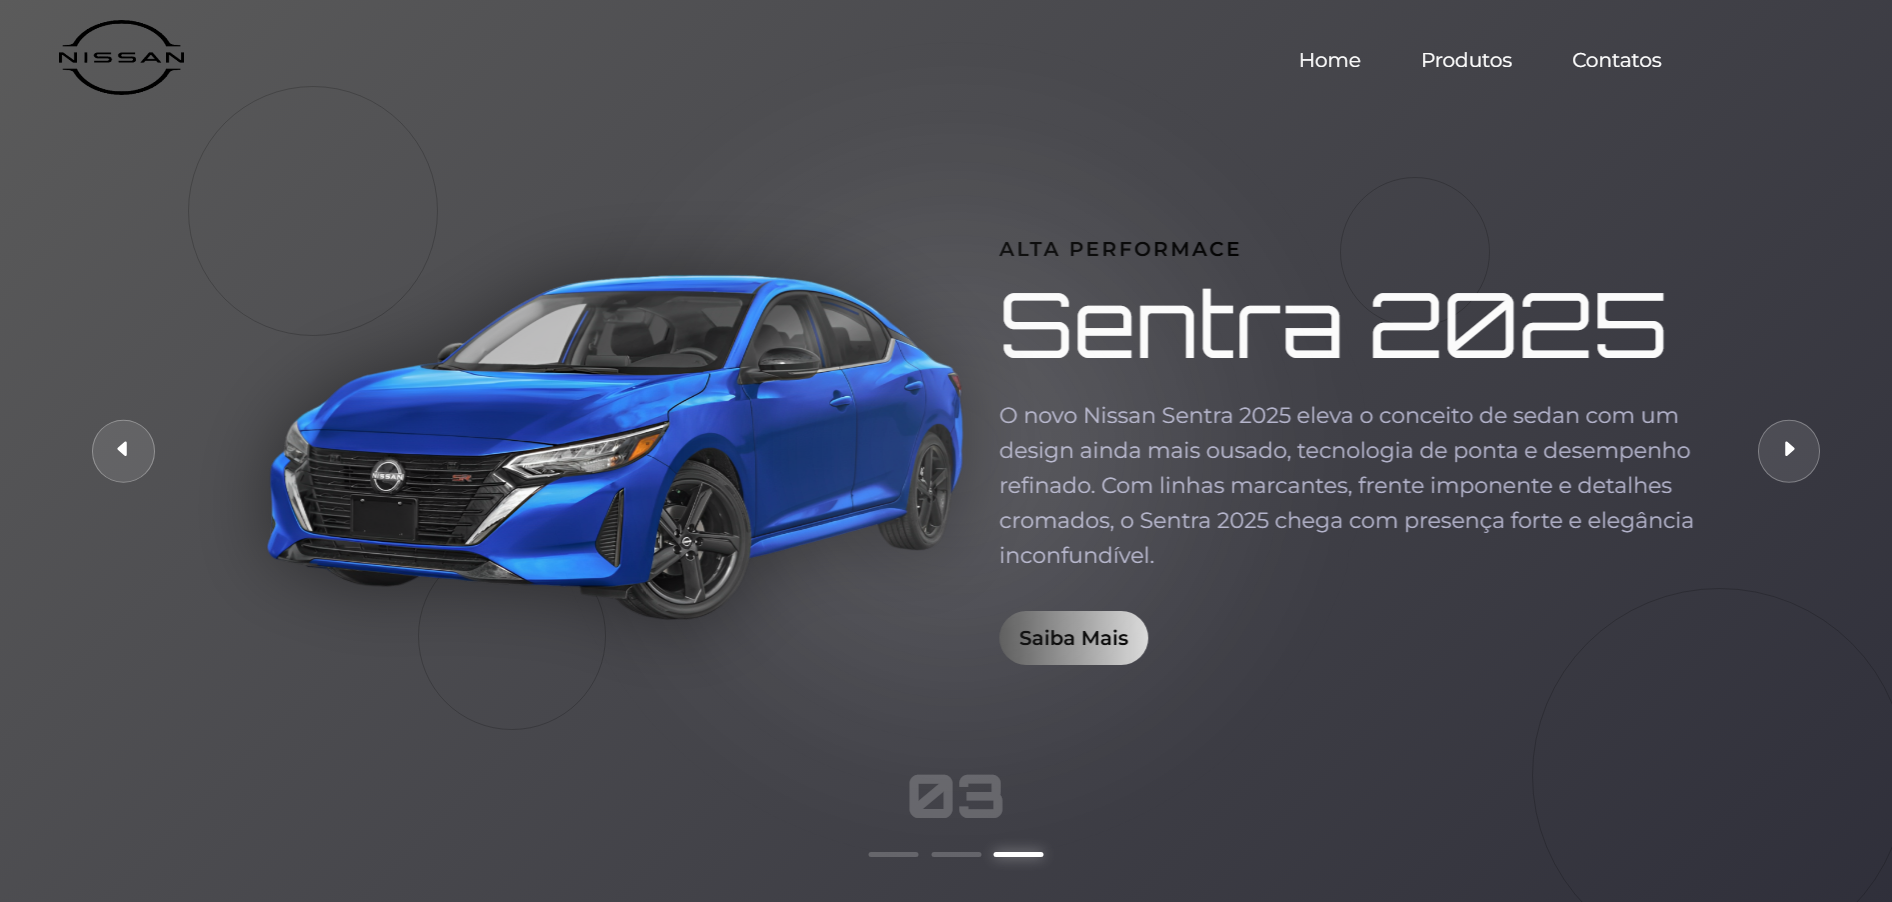 NISSAN
Home
Produtos
Contatos
ALTA PERFORMACE
Sentra 2025
O novo Nissan Sentra 2025 eleva o conceito de sedan com um
design ainda mais ousado, tecnologia de ponta e desempenho
refinado. Com linhas marcantes, frente imponente e detalhes
cromados, o Sentra 2025 chega com presença forte e elegância
inconfundível.
NISSAN
SR
Saiba Mais
03